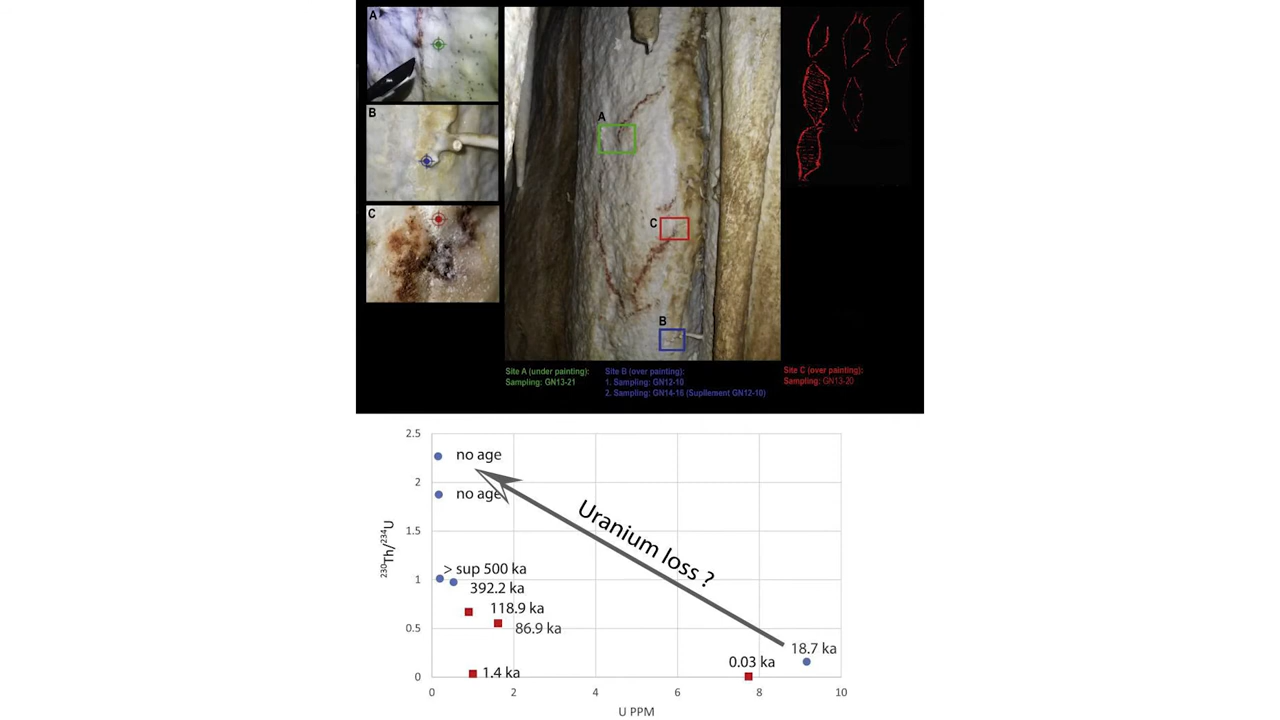 A
B
C
A
C
B
Site A (under painting):
Sampling: GN13-21
Site B (over painting):
1. Sampling: GN12-10
2. Sampling: GN14-16 (Supllement GN12-10)
Site C (over painting):
Sampling: GN13-20
2.5
2
1.5
1
0.5
0
230Th/234U
no age
no age
> sup 500 ka
392.2 ka
118.9 ka
86.9 ka
1.4 ka
Uranium loss ?
18.7 ka
0.03 ka
0 2 4 6 8 10
U PPM